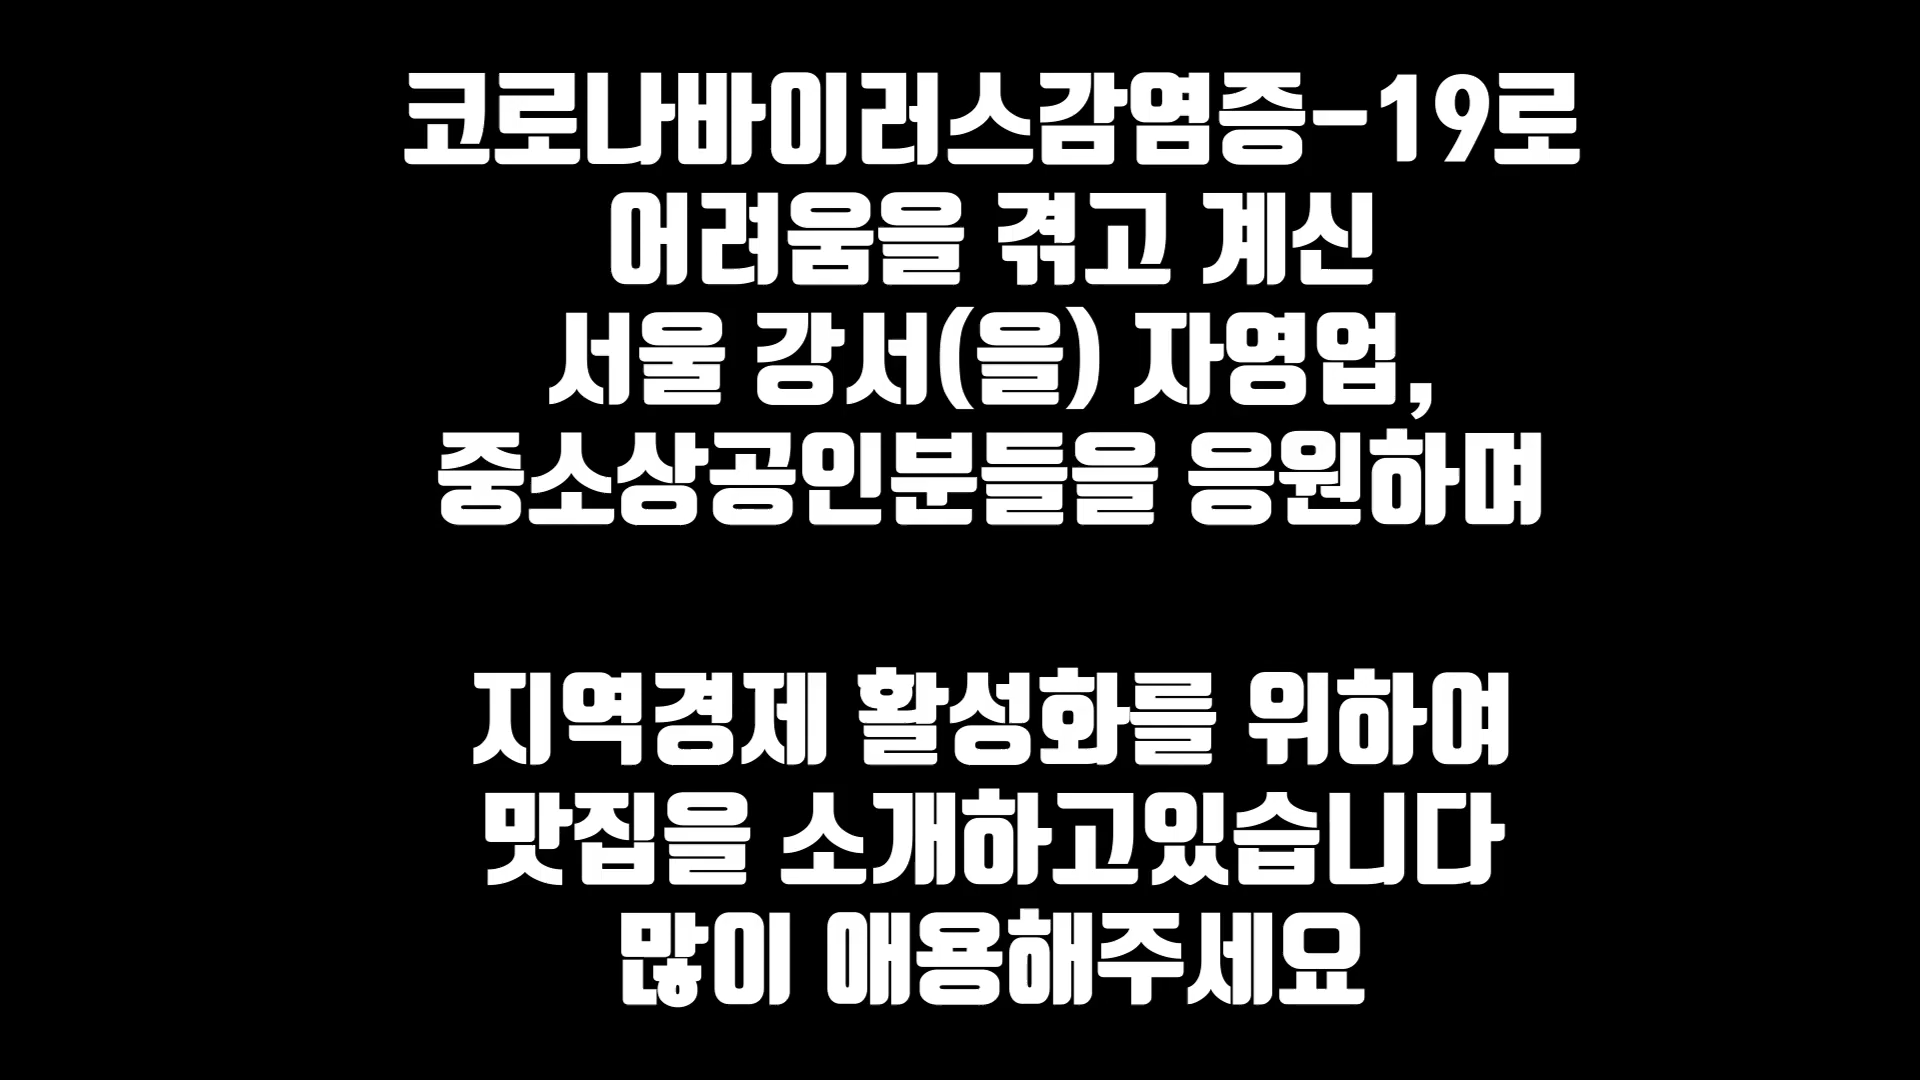 코로나바이러스감염증-19로
어려움을 겪고 계신
서울 강서(을) 자영업,
중소상공인분들을 응원하며
지역경제 활성화를 위하여
맛집을 소개하고있습니다
많이 애용해주세요